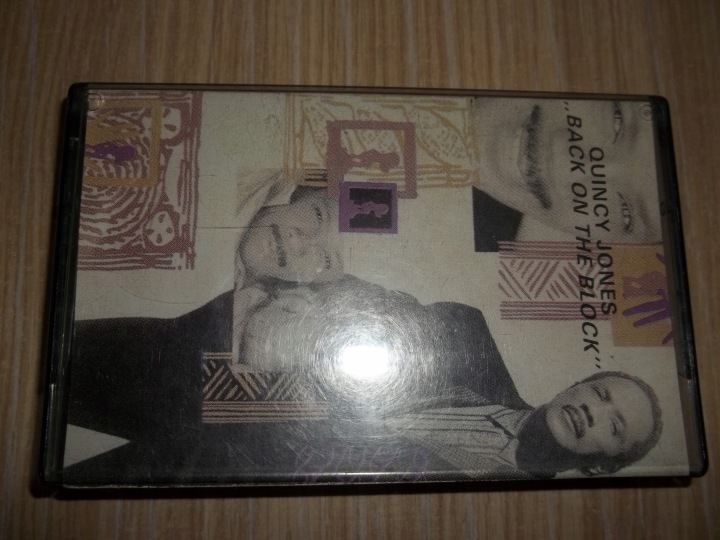 QUINCY JONES
„BACK ON THE BLOCK”